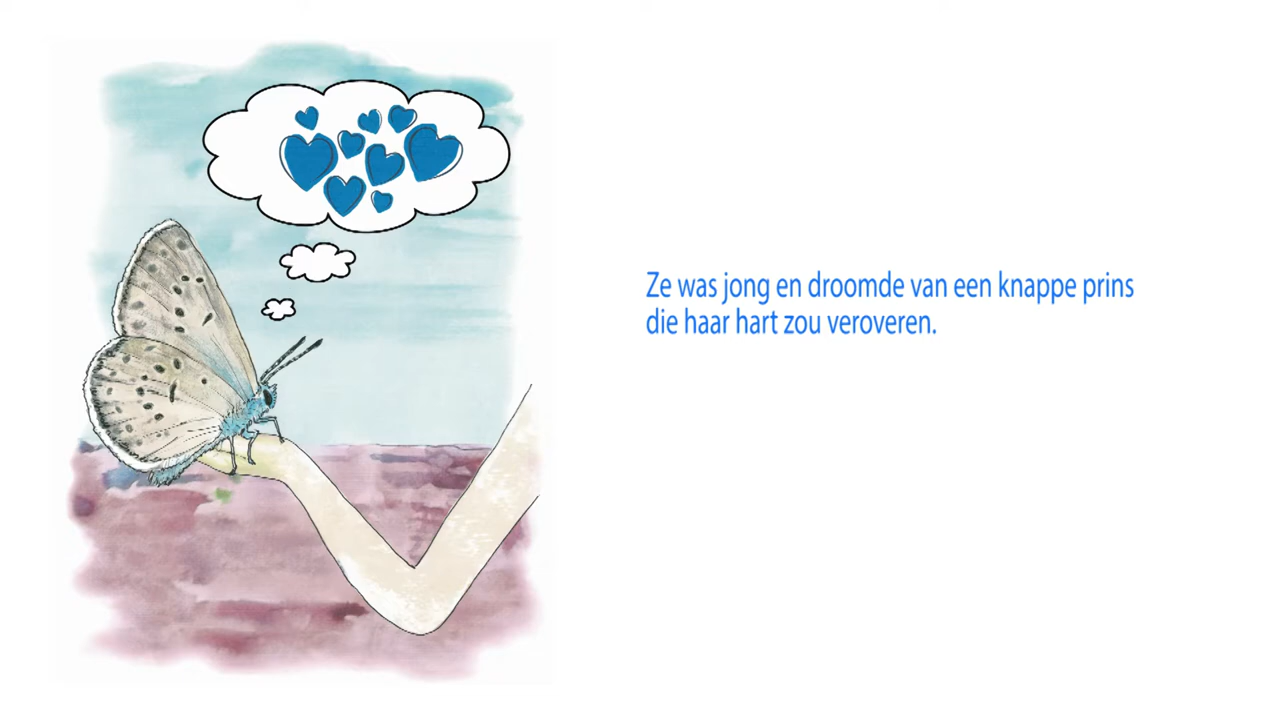 Ze was jong en droomde van een knappe prins
die haar hart zou veroveren.